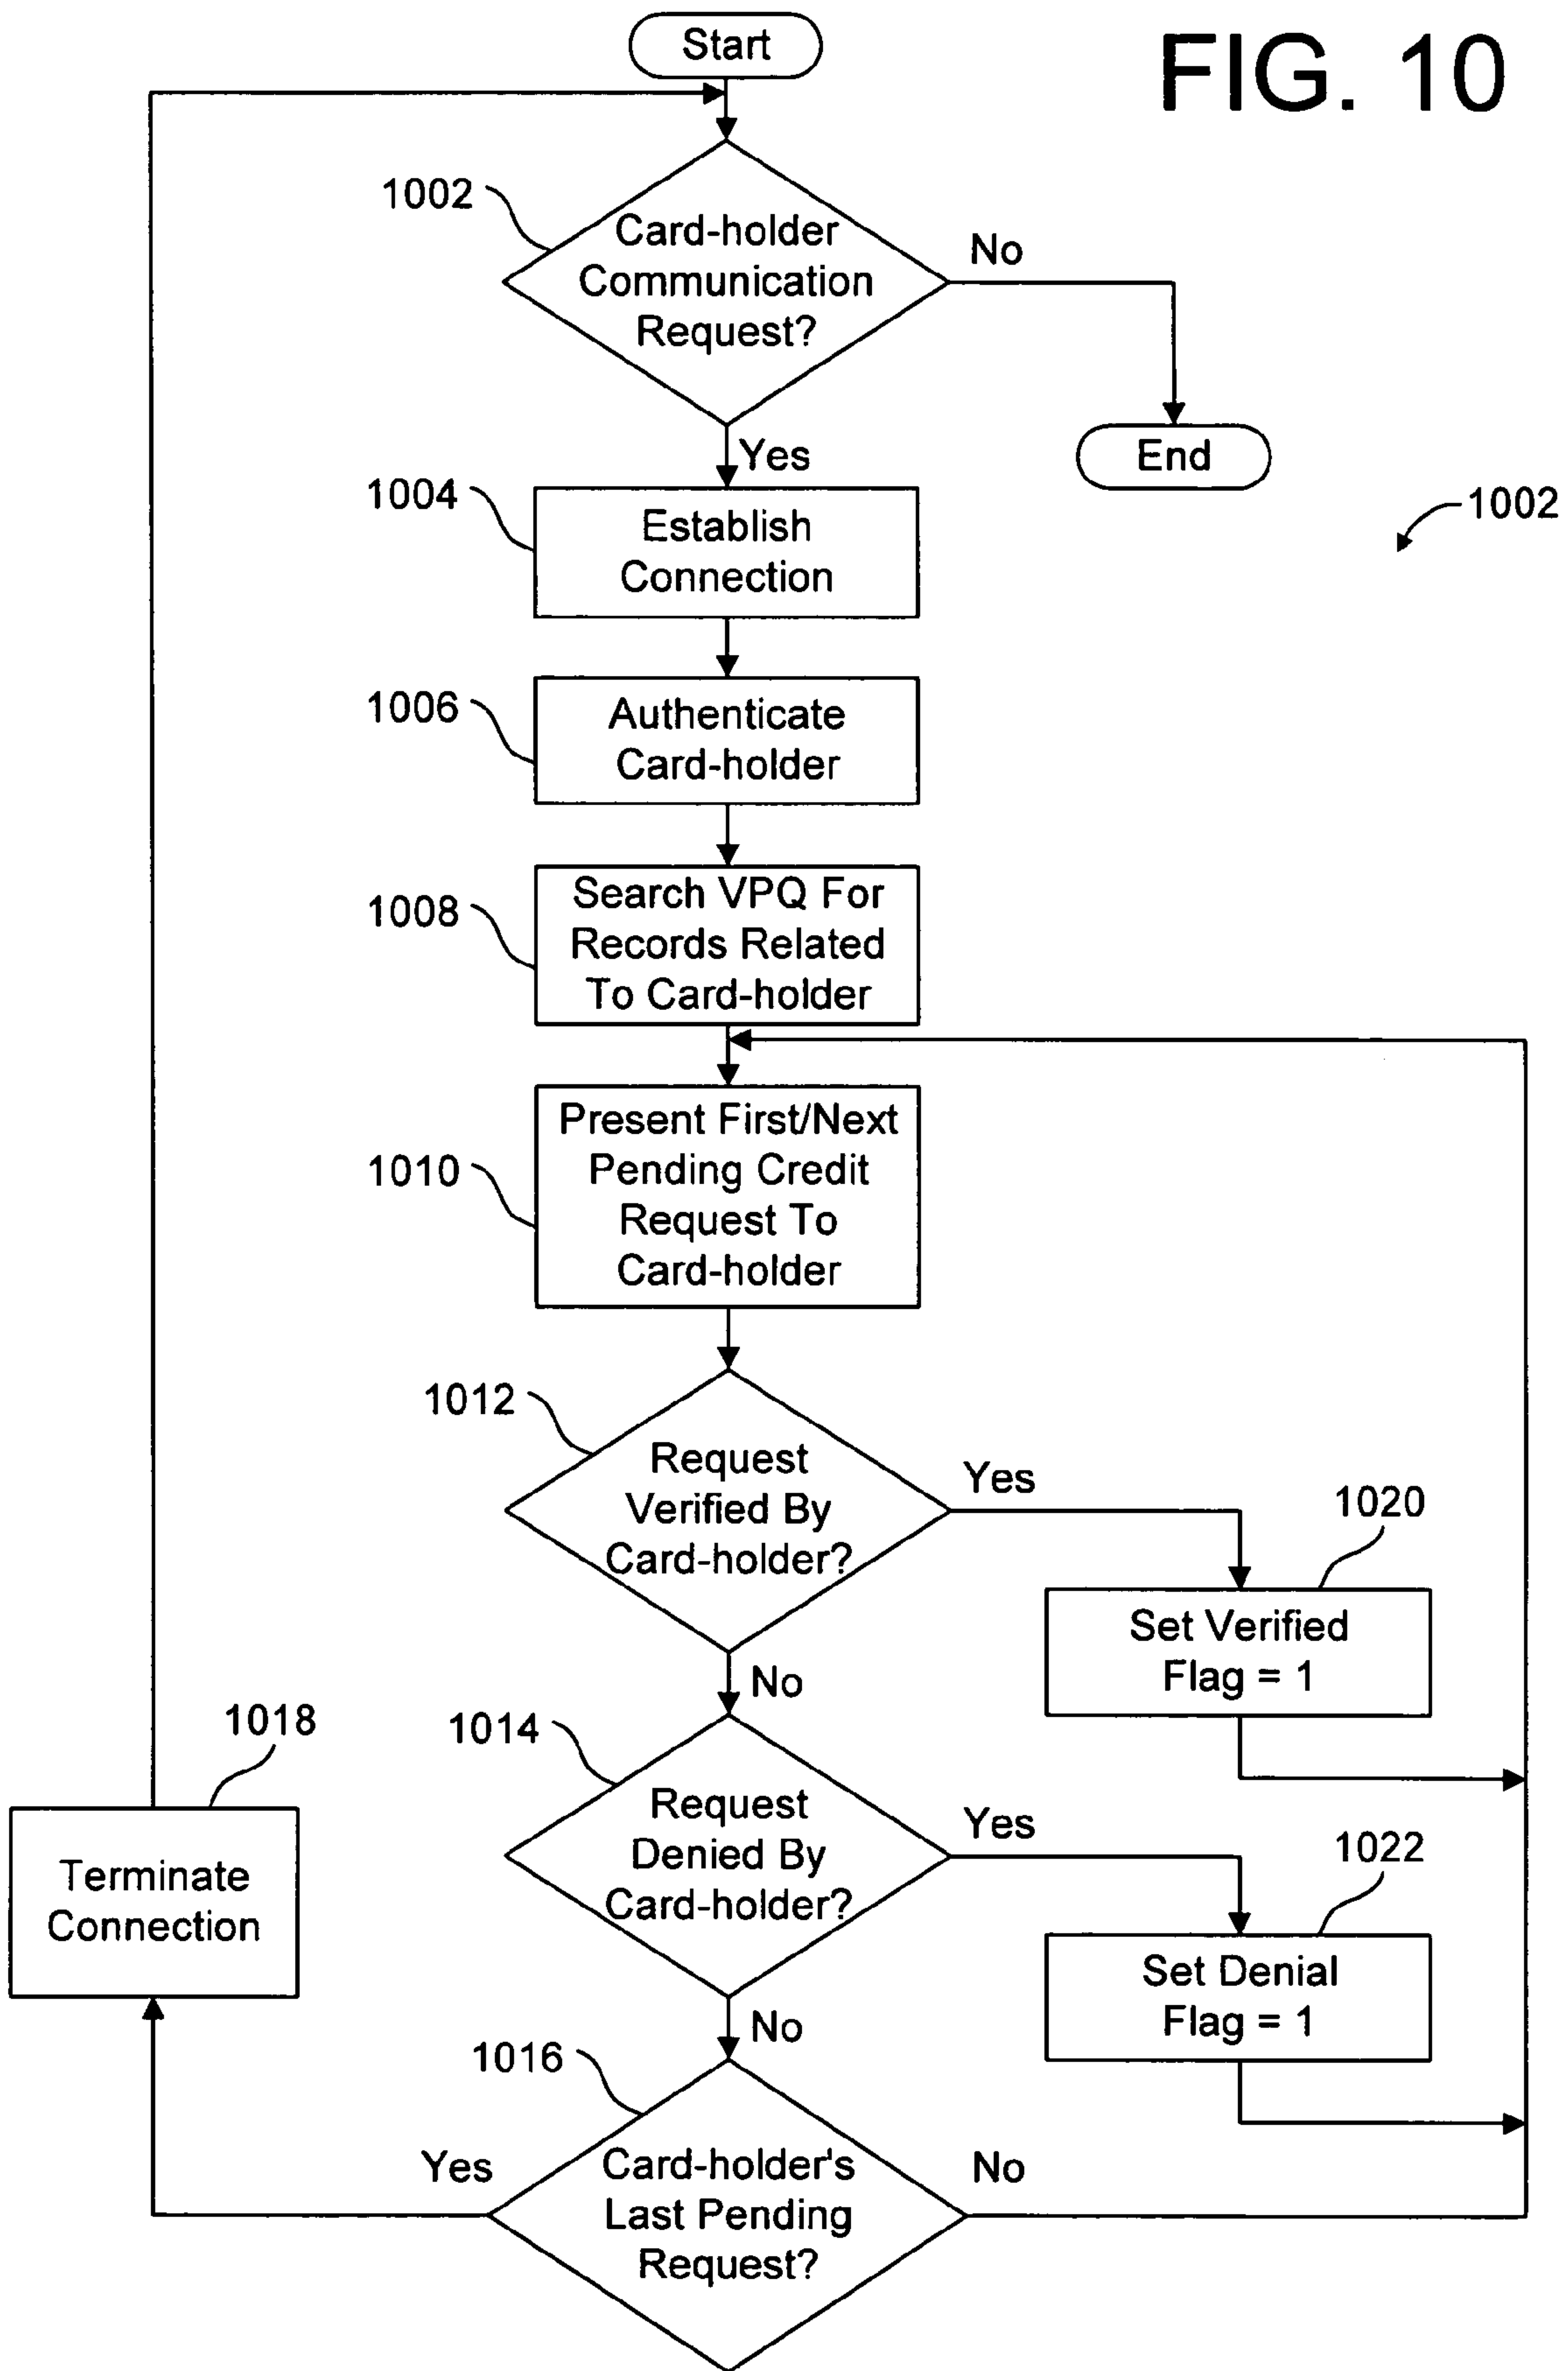 FIG. 10
Start
1002
Card-holder
Communication
Request?
No
End
Yes
1002
1004
Establish
Connection
1006
Authenticate
Card-holder
1008
Search VPQ For
Records Related
To Card-holder
1010
Present First/Next
Pending Credit
Request To
Card-holder
1012
Request
Verified By
Card-holder?
Yes
1020
Set Verified
Flag = 1
No
1014
Request
Denied By
Card-holder?
Yes
1022
Set Denial
Flag = 1
No
1018
Terminate
Connection
1016
Card-holder's
Last Pending
Request?
Yes
No